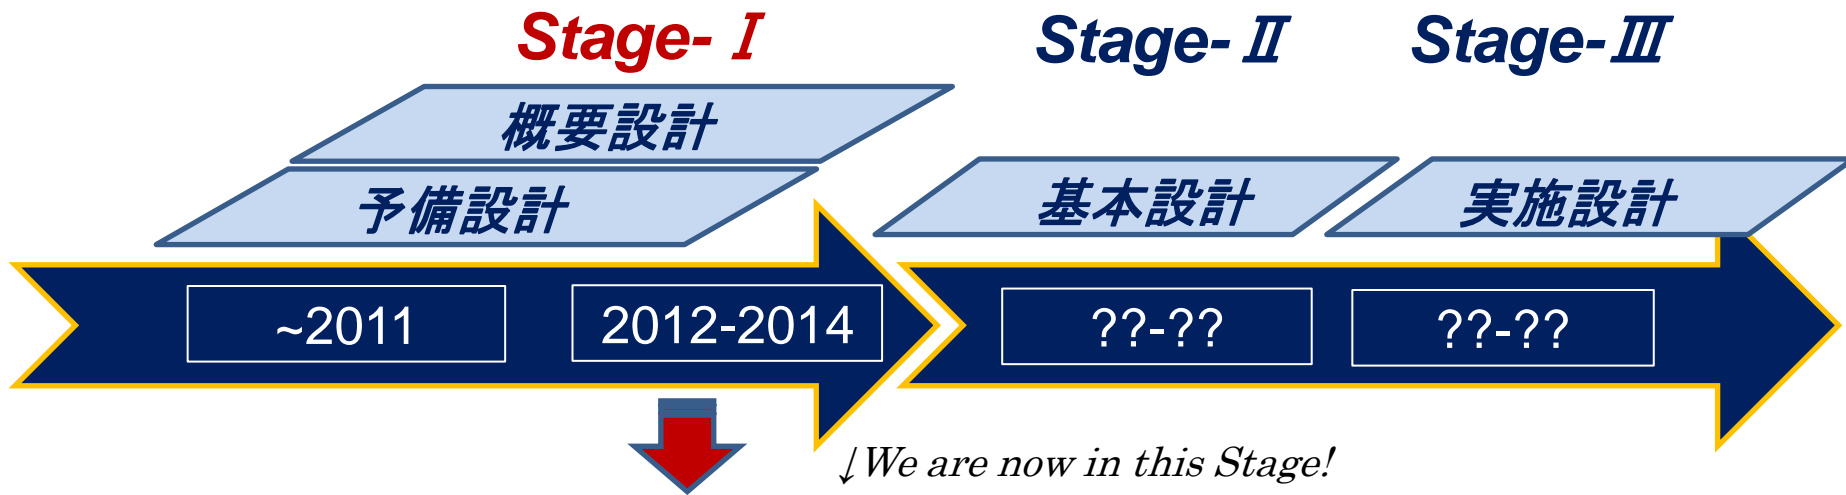 Stage-Ⅰ
Stage-Ⅱ
Stage-Ⅲ
概要設計
予備設計
基本設計
実施設計
~2011
2012-2014
??-??
??-??
↓We are now in this Stage!